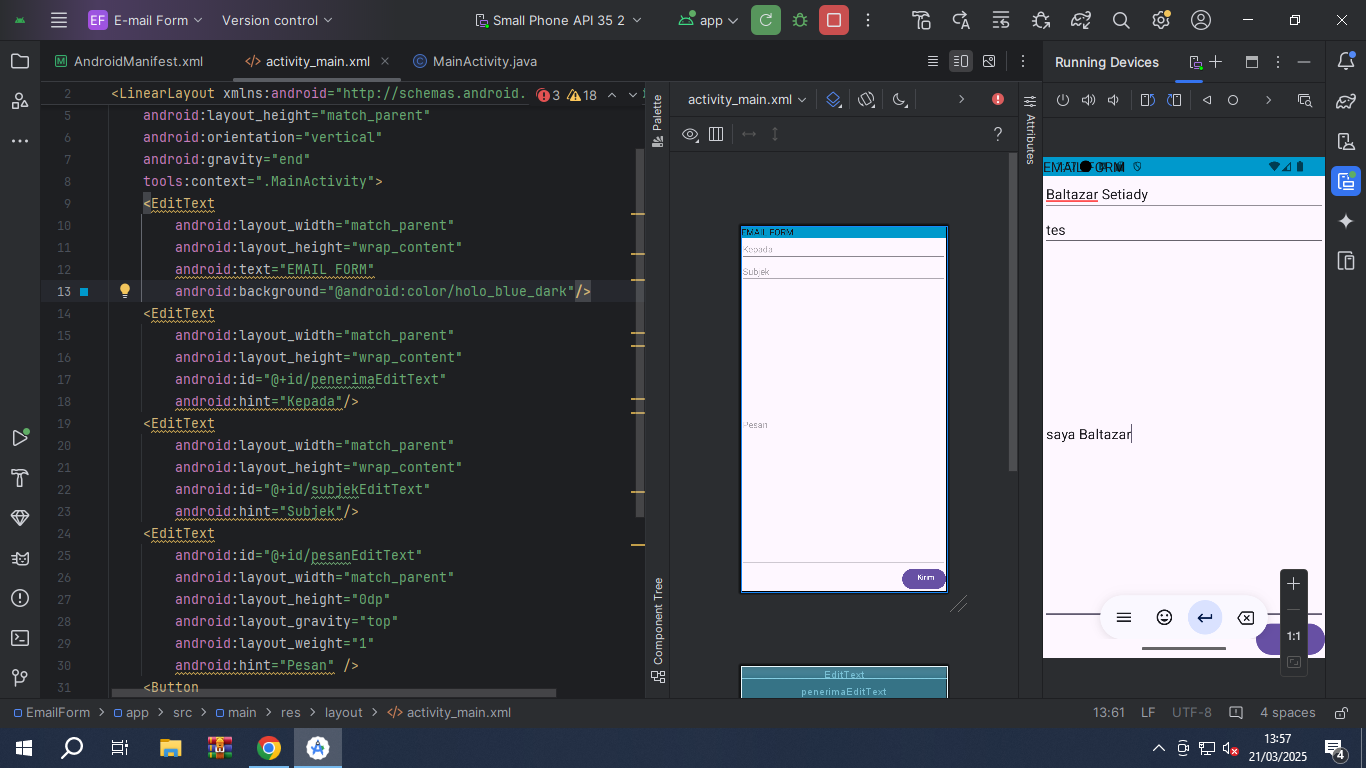 EF E-mail Form Version control Small Phone API 35 2 app
AndroidManifest.xml activity_main.xml MainActivity.java
2 <LinearLayout xmlns:android="http://schemas.android. 3 18
5 android:layout_height="match_parent"
6 android:orientation="vertical"
7 android:gravity="end"
8 tools:context=".MainActivity">
9 <EditText
10 android:layout_width="match_parent"
11 android:layout_height="wrap_content"
12 android:text="EMAIL FORM"
13 android:background="@android:color/holo_blue_dark"/>
14 <EditText
15 android:layout_width="match_parent"
16 android:layout_height="wrap_content"
17 android:id="@+id/penerimaEditText"
18 android:hint="Kepada"/>
19 <EditText
20 android:layout_width="match_parent"
21 android:layout_height="wrap_content"
22 android:id="@+id/subjekEditText"
23 android:hint="Subjek"/>
24 <EditText
25 android:id="@+id/pesanEditText"
26 android:layout_width="match_parent"
27 android:layout_height="0dp"
28 android:layout_gravity="top"
29 android:layout_weight="1"
30 android:hint="Pesan" />
31 <Button
Palette
Component Tree
activity_main.xml
?
EMAIL FORM
Kepada
Subjek
Pesan
Kirim
EditText
penerimaEditText
Attributes
Running Devices
EMAIL FORM
Baltazar Setiady
tes
saya Baltazar
1:1
EmailForm > app > src > main > res > layout > activity_main.xml
13:61 LF UTF-8 4 spaces
13:57
21/03/2025
4